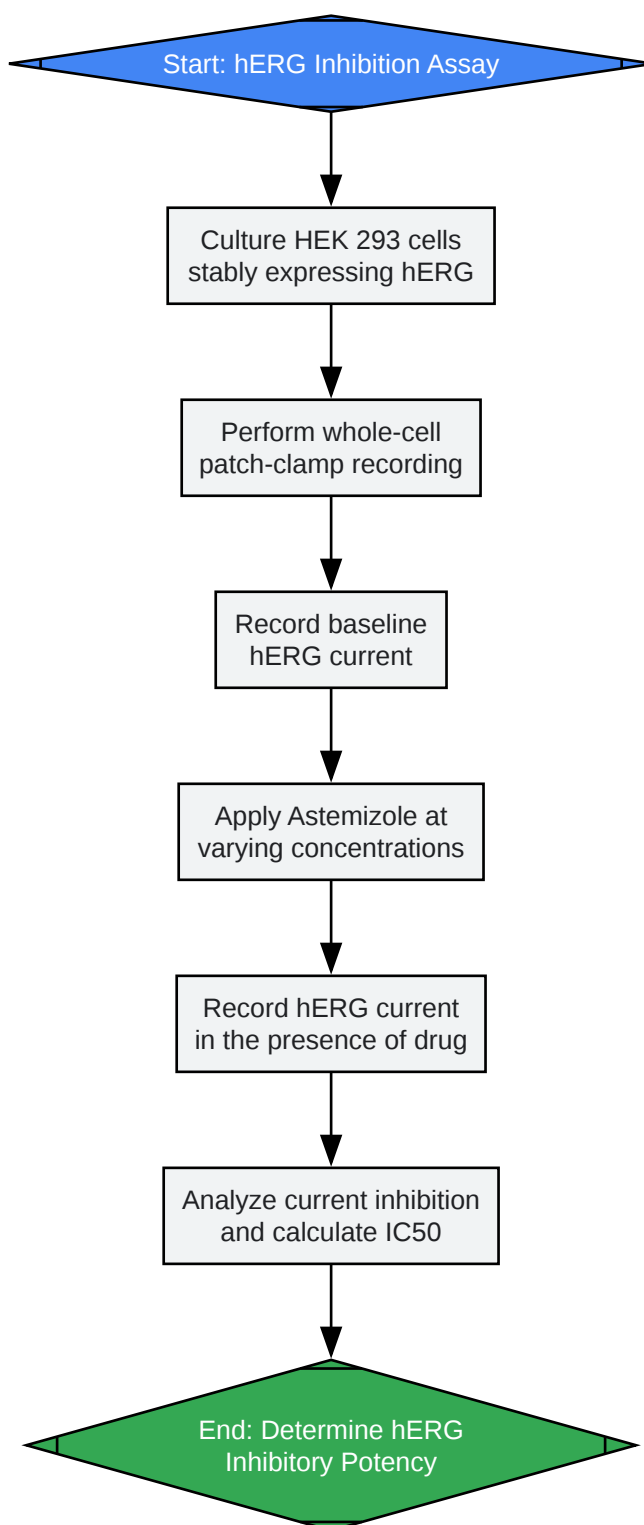 Start: hERG Inhibition Assay
Culture HEK 293 cells
stably expressing hERG
Perform whole-cell
patch-clamp recording
Record baseline
hERG current
Apply Astemizole at
varying concentrations
Record hERG current
in the presence of drug
Analyze current inhibition
and calculate IC50
End: Determine hERG
Inhibitory Potency